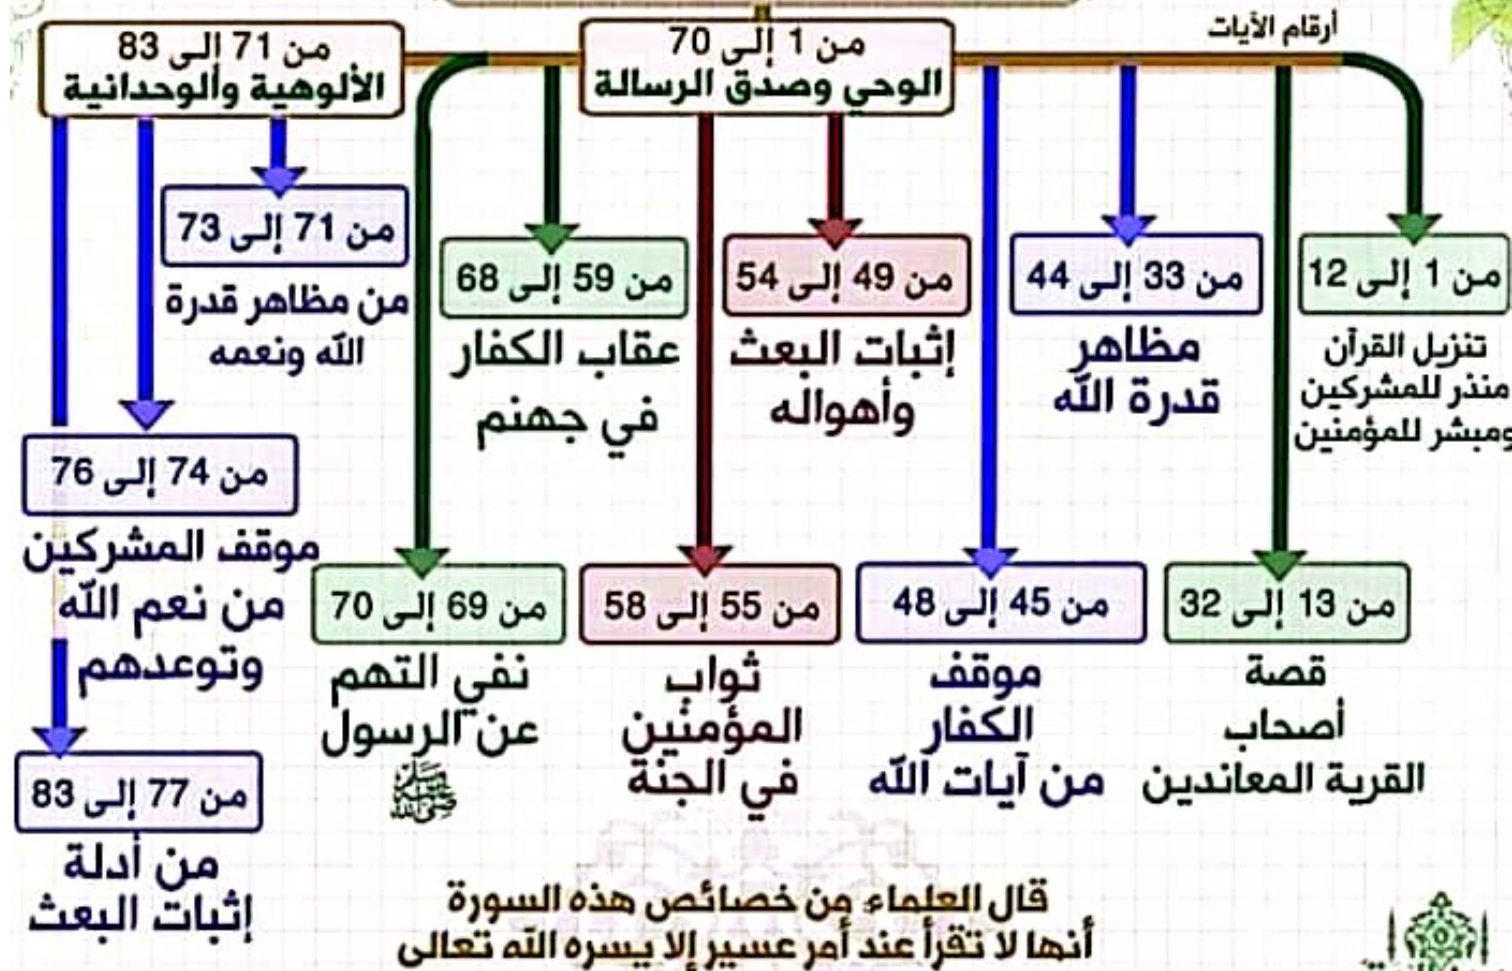 أرقام الآيات
من 1 إلى 70
الوحي وصدق الرسالة
من 71 إلى 83
الألوهية والوحدانية
من 1 إلى 12
تنزيل القرآن
منذر للمشركين
ومبشر للمؤمنين
من 13 إلى 32
قصة
أصحاب
القرية المعاندين
من 33 إلى 44
مظاهر
قدرة الله
من 45 إلى 48
موقف
الكفار
من آيات الله
من 49 إلى 54
إثبات البعث
وأهواله
من 55 إلى 58
ثواب
المؤمنين
في الجنة
من 59 إلى 68
عقاب الكفار
في جهنم
من 69 إلى 70
نفي التهم
عن الرسول
ﷺ
من 71 إلى 73
من مظاهر قدرة
الله ونعمه
من 74 إلى 76
موقف المشركين
من نعم الله
وتوعدهم
من 77 إلى 83
من أدلة
إثبات البعث
قال العلماء من خصائص هذه السورة
أنها لا تقرأ عند أمر عسير إلا يسره الله تعالى